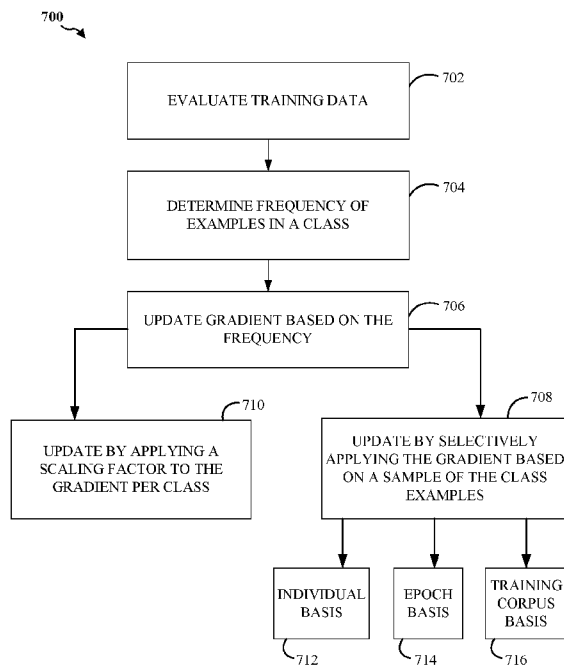 700
EVALUATE TRAINING DATA
702
DETERMINE FREQUENCY OF
EXAMPLES IN A CLASS
704
UPDATE GRADIENT BASED ON THE
FREQUENCY
706
710
UPDATE BY APPLYING A
SCALING FACTOR TO THE
GRADIENT PER CLASS
708
UPDATE BY SELECTIVELY
APPLYING THE GRADIENT BASED
ON A SAMPLE OF THE CLASS
EXAMPLES
INDIVIDUAL
BASIS
712
EPOCH
BASIS
714
TRAINING
CORPUS
BASIS
716